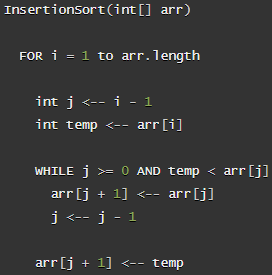 InsertionSort(int[] arr)
FOR i = 1 to arr.length
int j <-- i - 1
int temp <-- arr[i]
WHILE j >= 0 AND temp < arr[j]
arr[j + 1] <-- arr[j]
j <-- j - 1
arr[j + 1] <-- temp